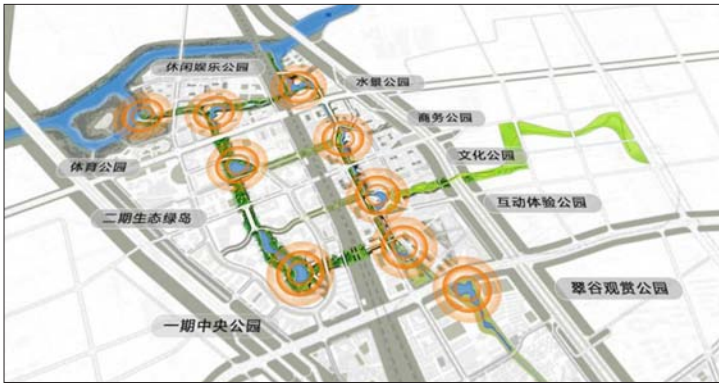 休闲娱乐公园
水景公园
商务公园
文化公园
体育公园
互动体验公园
二期生态绿岛
翠谷观赏公园
一期中央公园